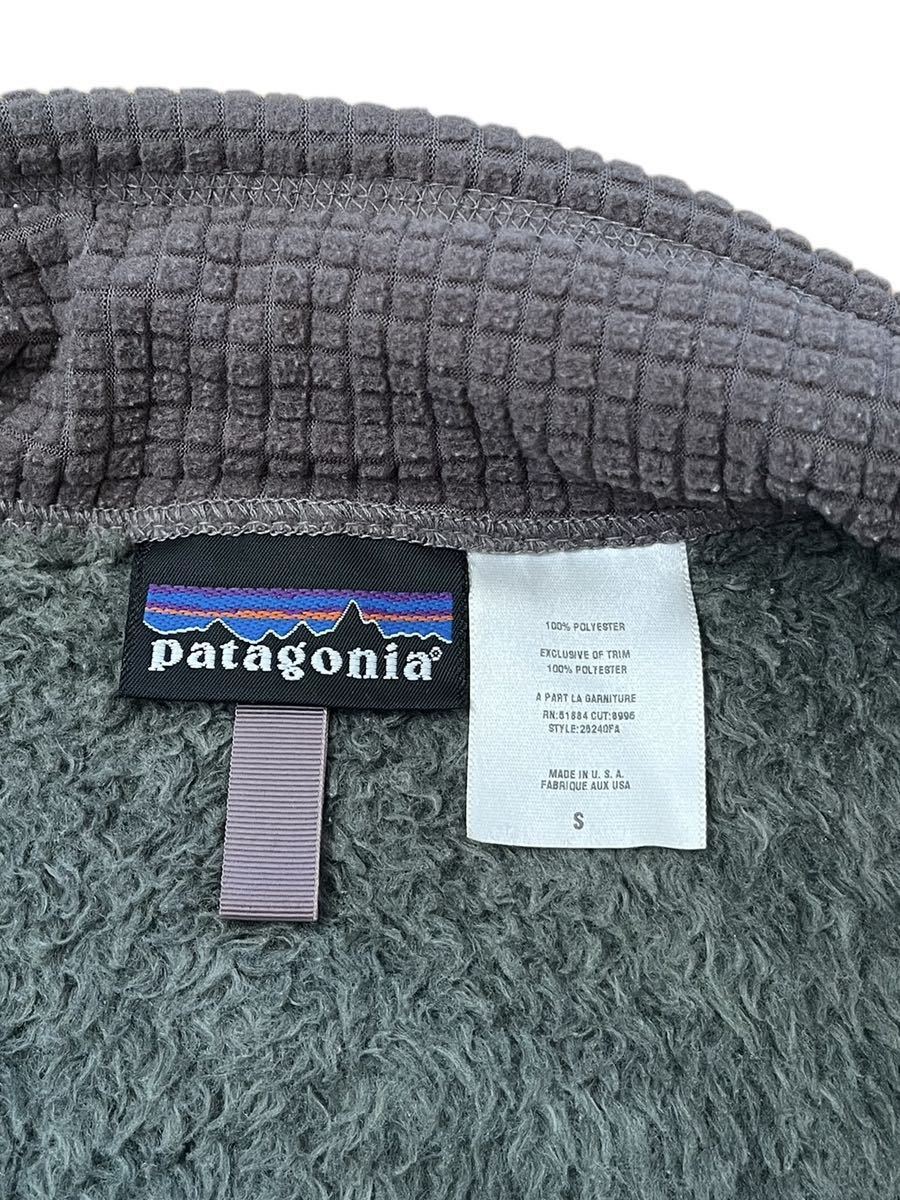 patagonia®
100% POLYESTER
EXCLUSIVE OF TRIM
100% POLYESTER
A PART LA GARNITURE
RN:51884 CUT:8995
STYLE:25240FA
MADE IN U. S. A.
FABRIQUE AUX USA
S